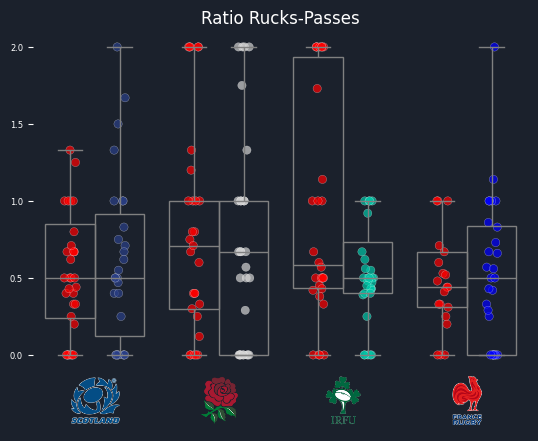 Ratio Rucks-Passes
2.0
1.5
1.0
0.5
0.0
SCOTLAND
IRFU
FRANCE
RUGBY